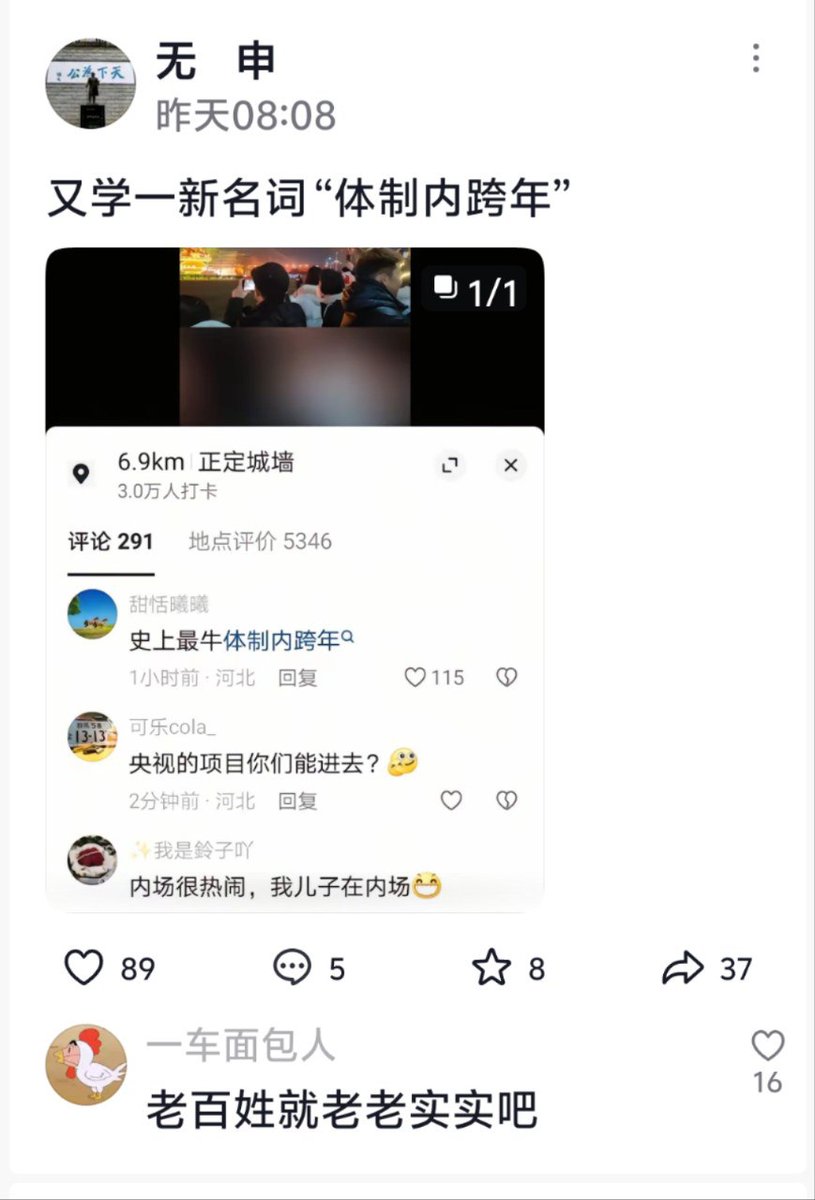 天下为公
无 申
昨天08:08
又学一新名词“体制内跨年”
1/1
6.9km 正定城墙
3.0万人打卡
评论 291 地点评价 5346
甜恬曦曦
史上最牛体制内跨年
1小时前·河北 回复 115
可乐cola_
13-13
央视的项目你们能进去？
2分钟前·河北 回复
✨我是鈴子吖
内场很热闹，我儿子在内场😁
89 5 8 37
一车面包人
16
老百姓就老老实实吧